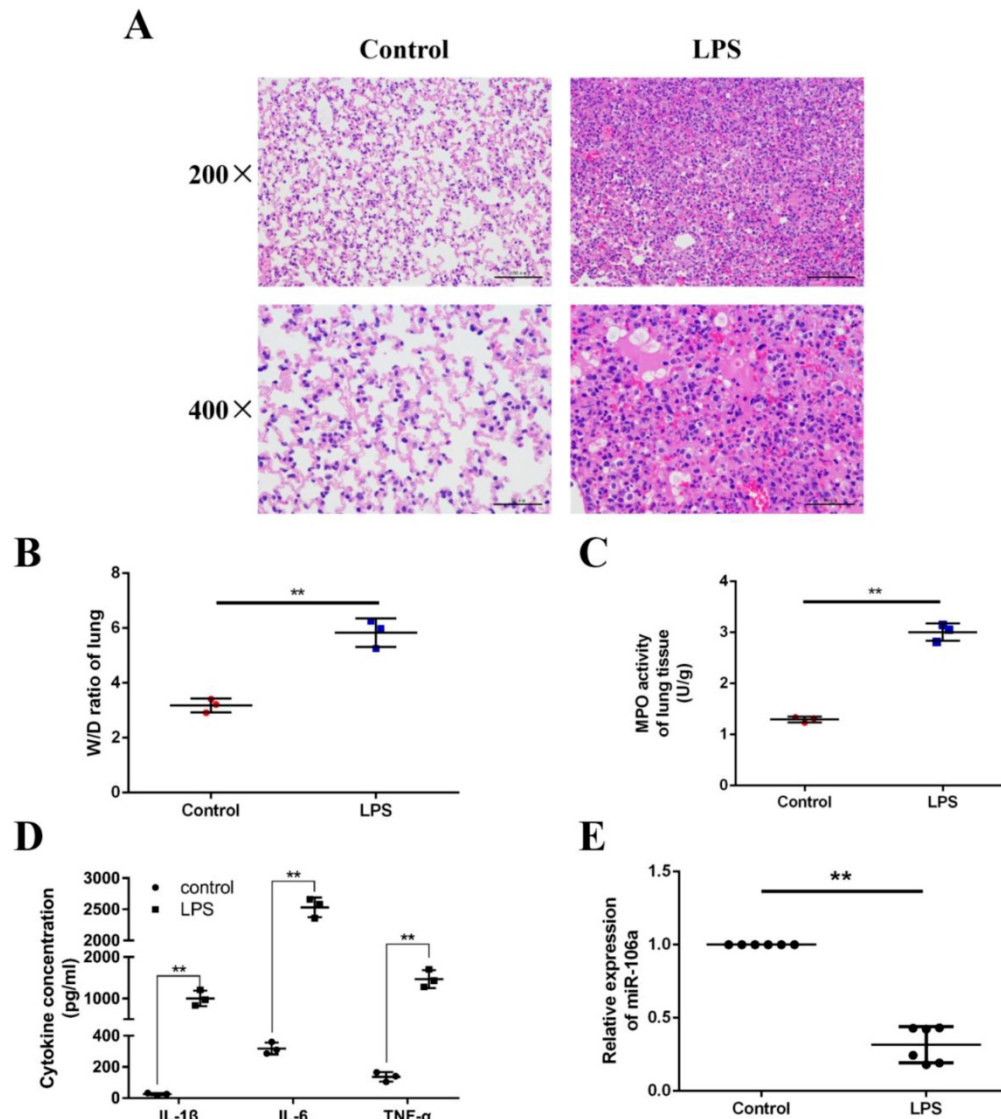 A
Control
LPS
200×
400×
B
W/D ratio of lung
8
6
4
2
0
**
Control
LPS
C
MPO activity
of lung tissue
(U/g)
4
3
2
1
0
**
Control
LPS
D
Cytokine concentration
(pg/ml)
3000
2500
2000
1500
1000
500
400
200
0
control
LPS
**
**
**
IL-1β
IL-6
TNF-α
E
Relative expression
of miR-106a
1.5
1.0
0.5
0.0
**
Control
LPS